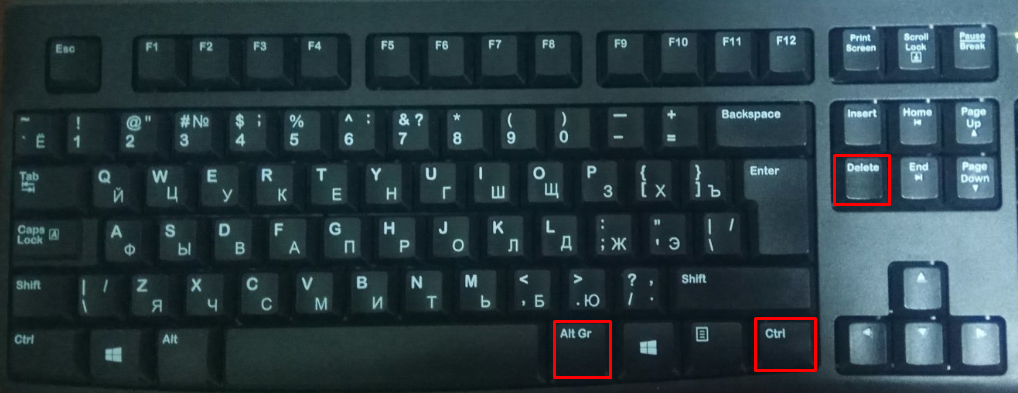 Esc F1 F2 F3 F4 F5 F6 F7 F8 F9 F10 F11 F12 Print Screen Scroll Lock Pause Break
~ ` Ё ! 1 @ " 2 # № 3 $ ; 4 % 5 ^ : 6 & ? 7 * 8 ( 9 ) 0 — - + = Backspace Insert Home Page Up
Tab Q Й W Ц E У R К T Е Y Н U Г I Ш O Щ P З { [ Х } ] Ъ Enter Delete End Page Down
Caps Lock A Ф S Ы D В F А G П H Р J О K Л L Д : ; Ж " ' Э | / \
Shift | / \ Z Я X Ч C С V М B И N Т M Ь < , Б > . Ю ? , / . Shift
Ctrl Alt Alt Gr Ctrl